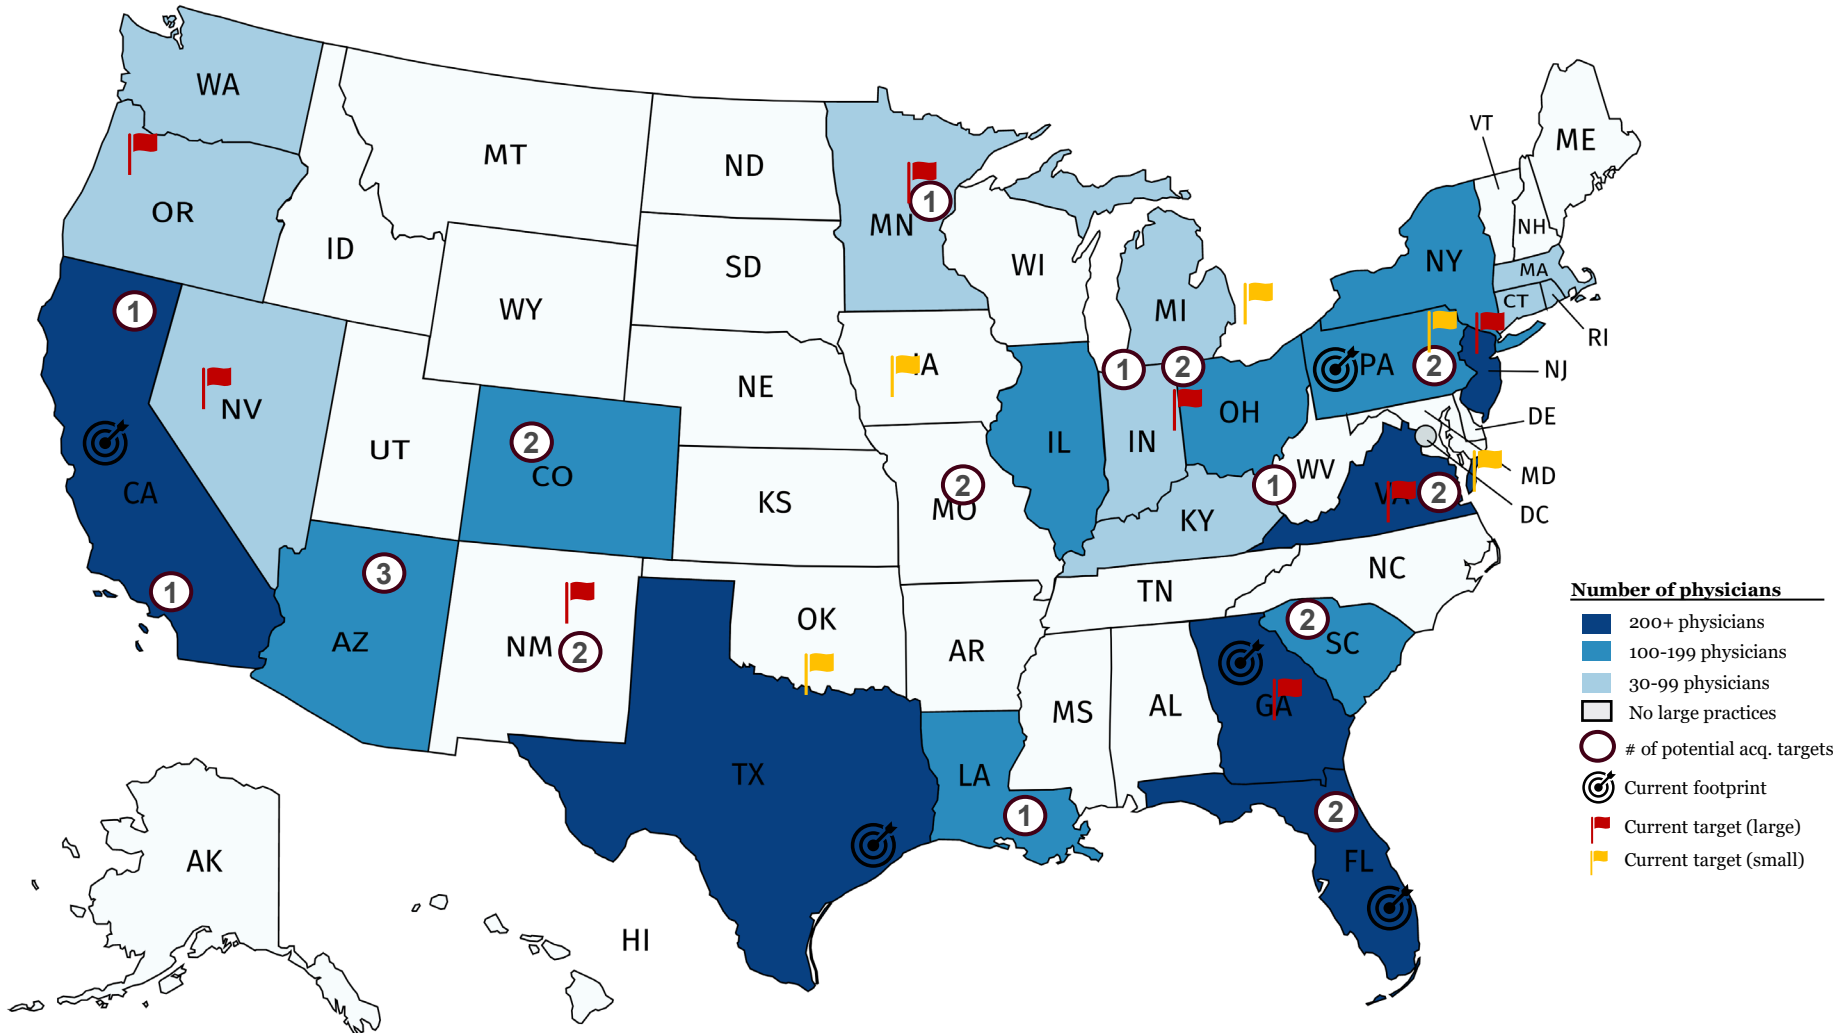 WA
MT
ND
MN
1
OR
ID
SD
WI
MI
WY
NE
IA
VT
ME
NH
NY
MA
CT
RI
NJ
DE
MD
DC
1
NV
UT
2
CO
KS
2
MO
IL
1
2
IN
OH
PA
2
1
WV
VA
2
KY
CA
1
3
AZ
NM
2
OK
AR
TN
NC
2
SC
MS
AL
GA
TX
LA
1
2
FL
AK
HI
Number of physicians
200+ physicians
100-199 physicians
30-99 physicians
No large practices
# of potential acq. targets
Current footprint
Current target (large)
Current target (small)